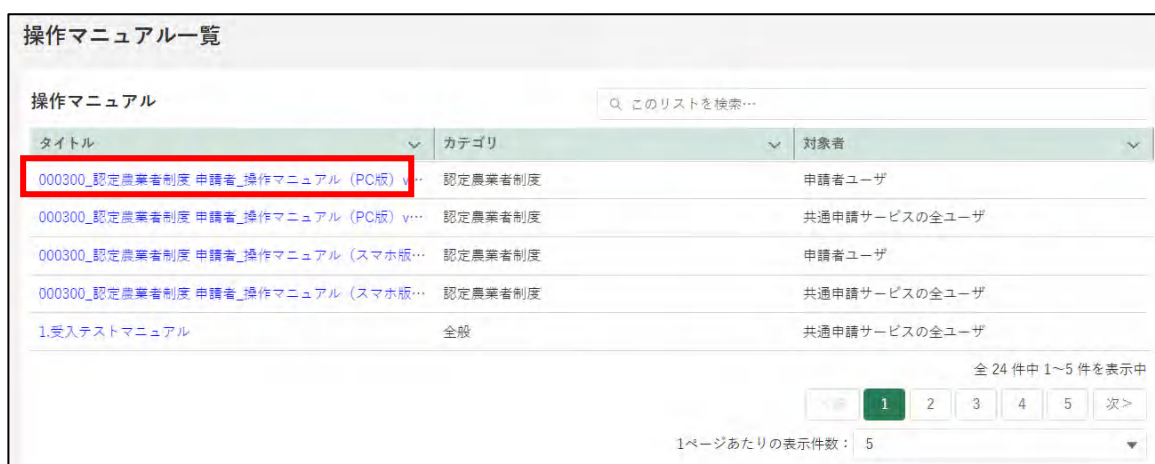 操作マニュアル一覧
操作マニュアル
このリストを検索…
タイトル カテゴリ 対象者
000300_認定農業者制度 申請者_操作マニュアル（PC版）v… 認定農業者制度 申請者ユーザ
000300_認定農業者制度 申請者_操作マニュアル（PC版）v… 認定農業者制度 共通申請サービスの全ユーザ
000300_認定農業者制度 申請者_操作マニュアル（スマホ版… 認定農業者制度 申請者ユーザ
000300_認定農業者制度 申請者_操作マニュアル（スマホ版… 認定農業者制度 共通申請サービスの全ユーザ
1.受入テストマニュアル 全般 共通申請サービスの全ユーザ
全 24 件中 1～5 件を表示中
<前 1 2 3 4 5 次>
1ページあたりの表示件数： 5